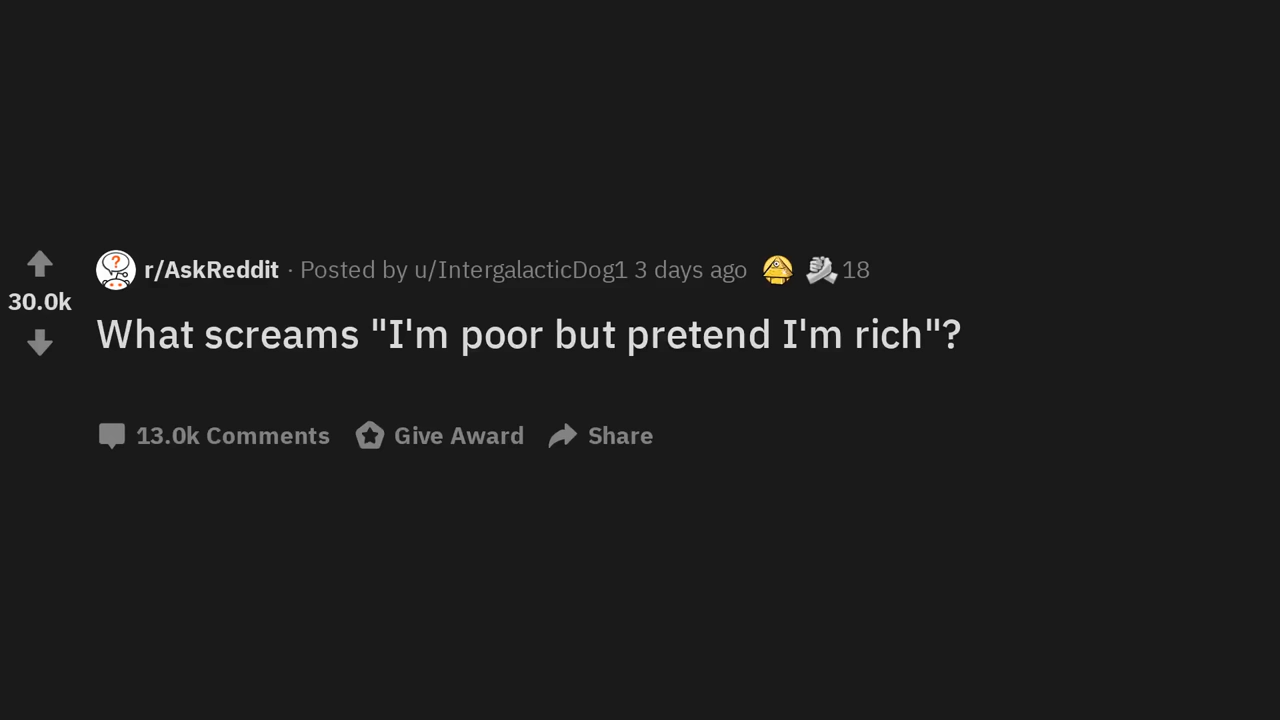 r/AskReddit · Posted by u/IntergalacticDog1 3 days ago 18
30.0k
What screams "I'm poor but pretend I'm rich"?
13.0k Comments Give Award Share